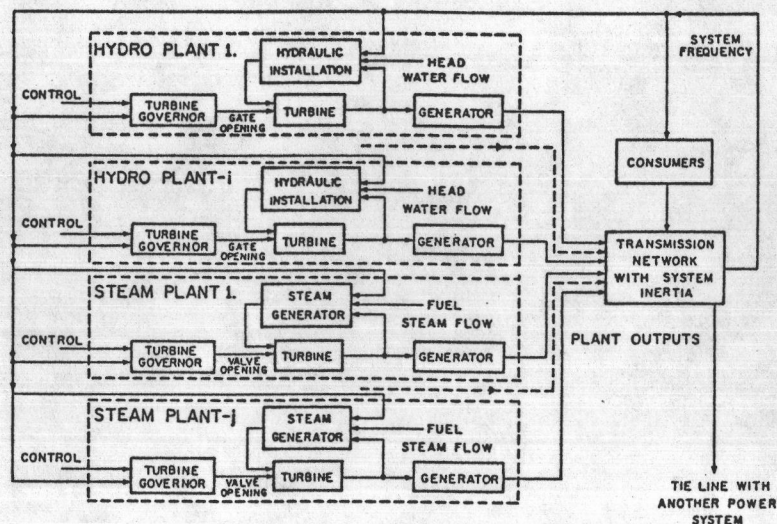 SYSTEM
FREQUENCY
HYDRO PLANT 1.
HYDRAULIC
INSTALLATION
HEAD
WATER FLOW
CONTROL
TURBINE
GOVERNOR
GATE
OPENING
TURBINE
GENERATOR
CONSUMERS
HYDRO PLANT-i
HYDRAULIC
INSTALLATION
HEAD
WATER FLOW
CONTROL
TURBINE
GOVERNOR
GATE
OPENING
TURBINE
GENERATOR
TRANSMISSION
NETWORK
WITH SYSTEM
INERTIA
STEAM PLANT 1.
STEAM
GENERATOR
FUEL
STEAM FLOW
CONTROL
TURBINE
GOVERNOR
VALVE
OPENING
TURBINE
GENERATOR
PLANT OUTPUTS
STEAM PLANT-j
STEAM
GENERATOR
FUEL
STEAM FLOW
CONTROL
TURBINE
GOVERNOR
VALVE
OPENING
TURBINE
GENERATOR
TIE LINE WITH
ANOTHER POWER
SYSTEM